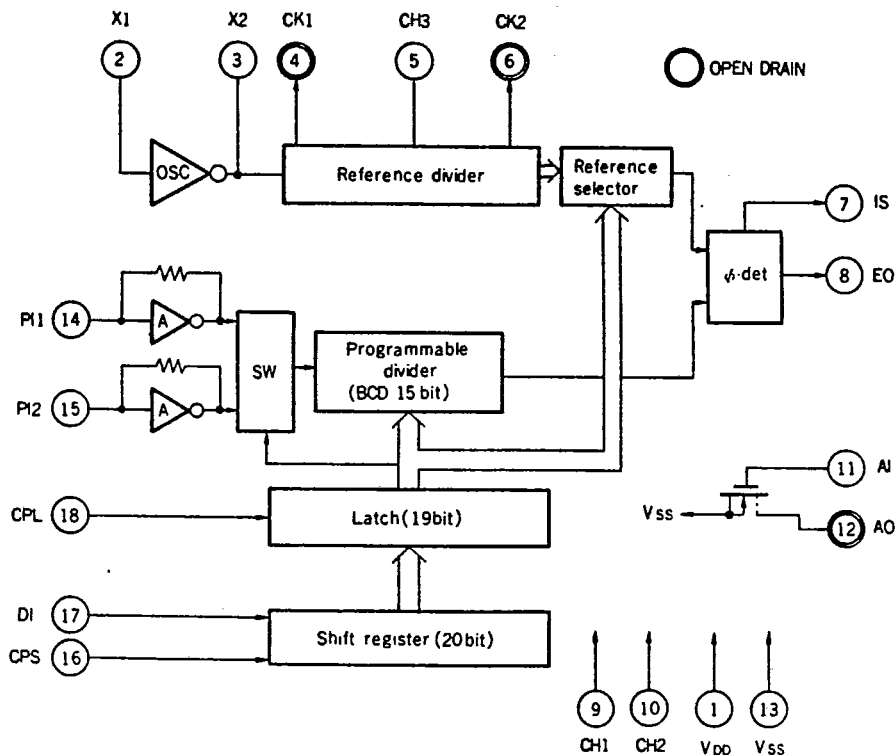 X1 X2 CK1 CH3 CK2
2 3 4 5 6 OPEN DRAIN
OSC
Reference divider
Reference
selector
7 IS
ϕ-det
8 EO
PI1 14 A
SW
Programmable
divider
(BCD 15 bit)
PI2 15 A
11 AI
CPL 18
Latch (19bit)
VSS
12 AO
DI 17
Shift register (20bit)
CPS 16
9 10 1 13
CH1 CH2 VDD VSS